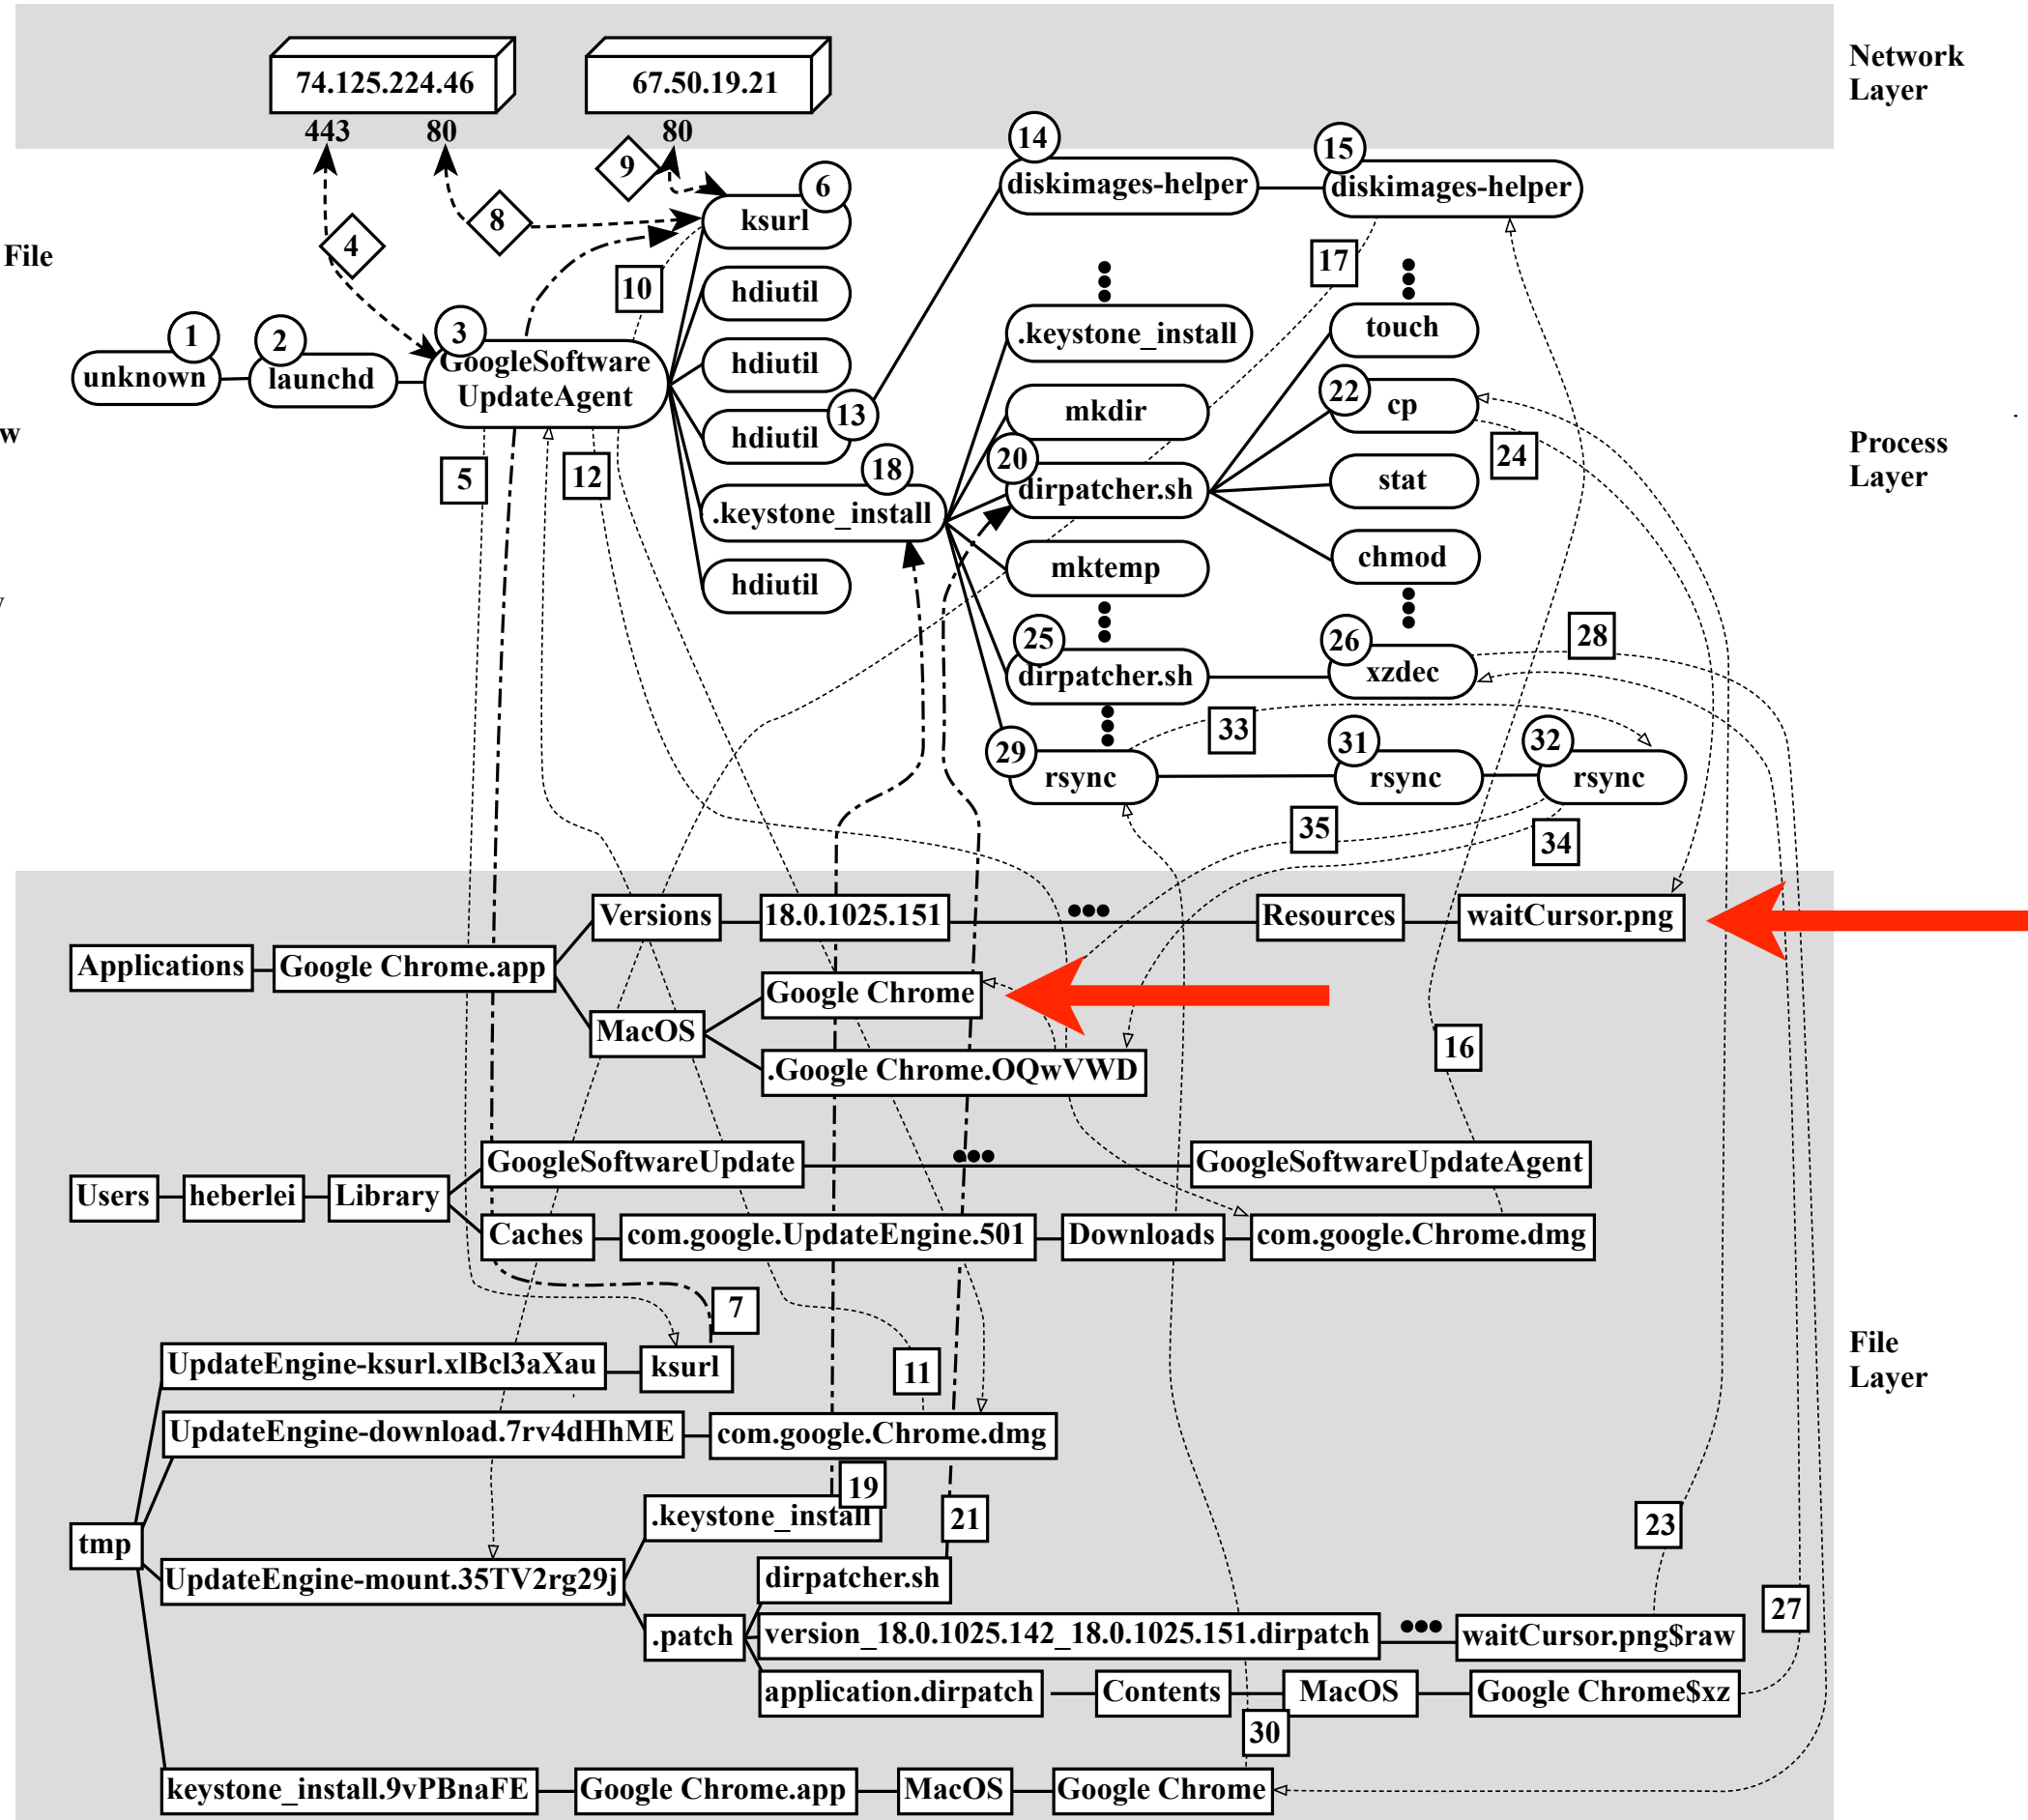 Network
Layer
74.125.224.46
67.50.19.21
443
80
80
14
15
9
6
diskimages-helper
diskimages-helper
ksurl
8
4
File
17
10
hdiutil
1
2
3
.keystone_install
touch
unknown
launchd
GoogleSoftware
UpdateAgent
hdiutil
22
cp
13
mkdir
hdiutil
w
Process
Layer
5
12
18
20
24
dirpatcher.sh
stat
.keystone_install
chmod
mktemp
hdiutil
25
26
28
dirpatcher.sh
xzdec
33
29
31
32
rsync
rsync
rsync
35
34
Versions
18.0.1025.151
Resources
waitCursor.png
Applications
Google Chrome.app
Google Chrome
MacOS
16
.Google Chrome.OQwVWD
GoogleSoftwareUpdate
GoogleSoftwareUpdateAgent
Users
heberlei
Library
Caches
com.google.UpdateEngine.501
Downloads
com.google.Chrome.dmg
7
File
Layer
UpdateEngine-ksurl.xlBcl3aXau
ksurl
11
UpdateEngine-download.7rv4dHhME
com.google.Chrome.dmg
19
.keystone_install
21
23
tmp
UpdateEngine-mount.35TV2rg29j
dirpatcher.sh
27
.patch
version_18.0.1025.142_18.0.1025.151.dirpatch
waitCursor.png$raw
application.dirpatch
Contents
MacOS
Google Chrome$xz
30
keystone_install.9vPBnaFE
Google Chrome.app
MacOS
Google Chrome